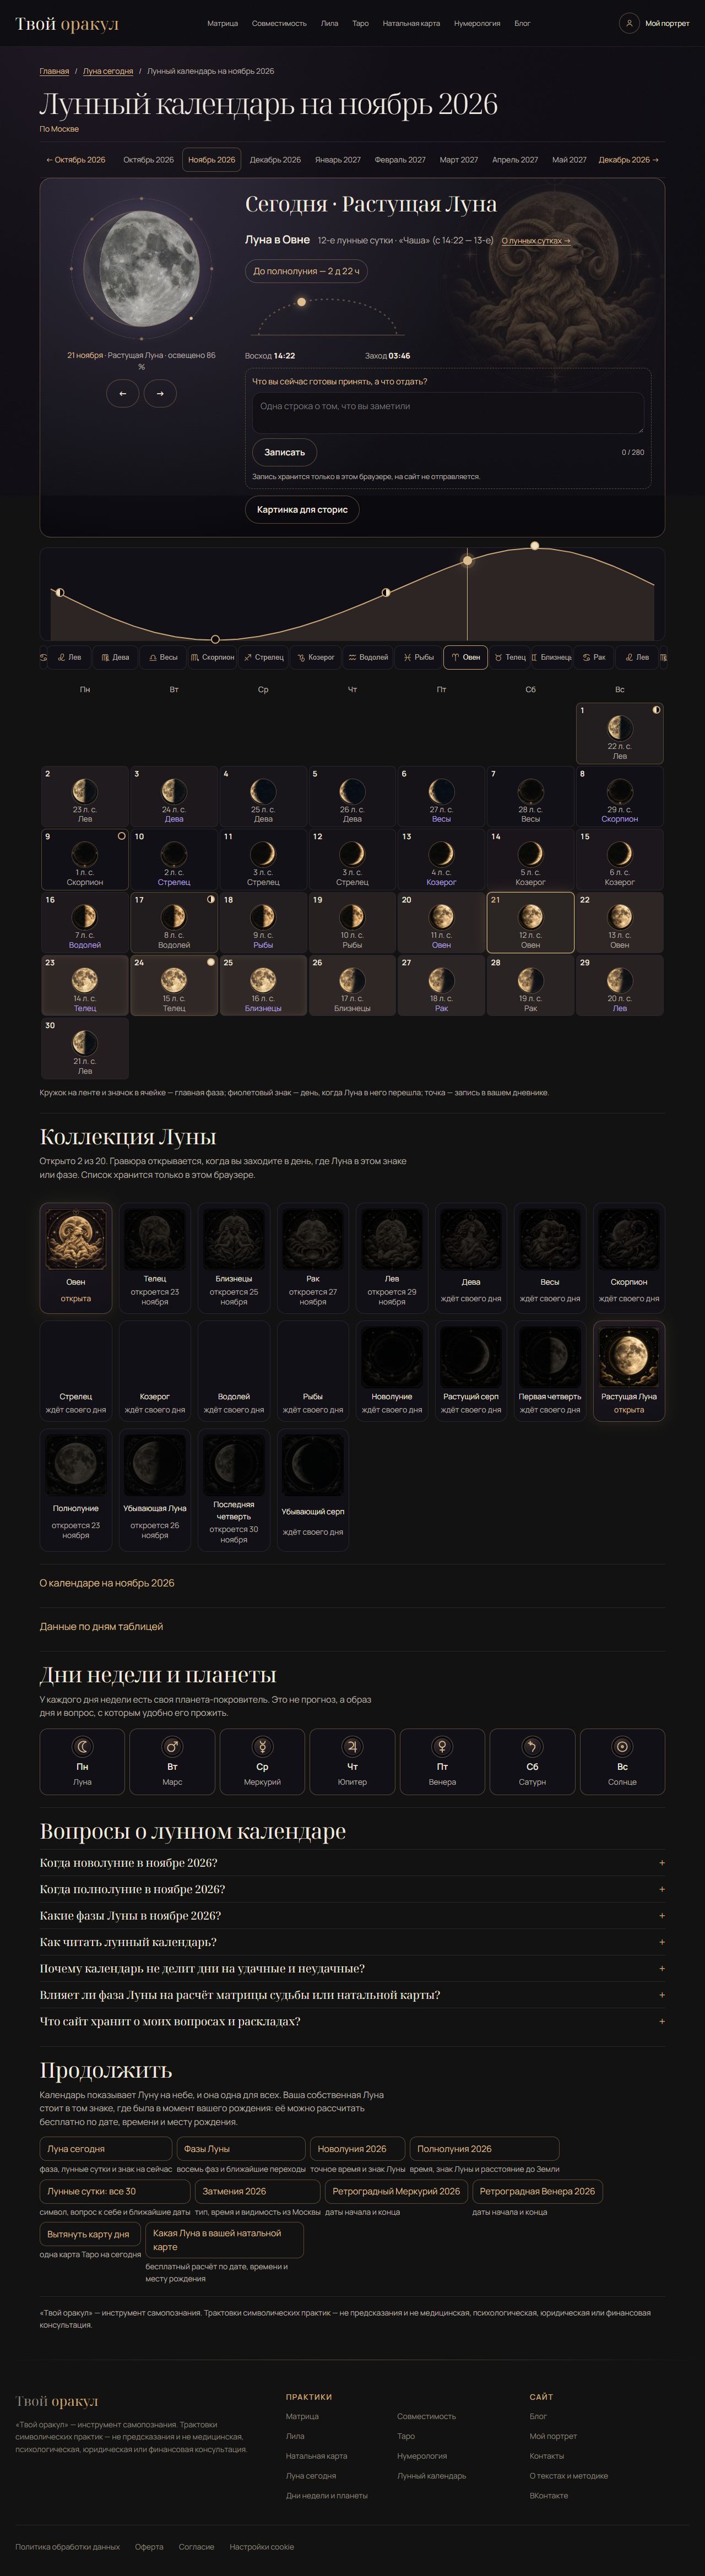 Твой оракул
Матрица Совместимость Лила Таро Натальная карта Нумерология Блог
Мой портрет
Главная / Луна сегодня / Лунный календарь на ноябрь 2026
Лунный календарь на ноябрь 2026
По Москве
← Октябрь 2026 Октябрь 2026 Ноябрь 2026 Декабрь 2026 Январь 2027 Февраль 2027 Март 2027 Апрель 2027 Май 2027 Декабрь 2026 →
Сегодня · Растущая Луна
Луна в Овне 12-е лунные сутки · «Чаша» (с 14:22 — 13-е) О лунных сутках →
До полнолуния — 2 д 22 ч
Восход 14:22 Заход 03:46
21 ноября · Растущая Луна · освещено 86
%
← →
Что вы сейчас готовы принять, а что отдать?
Одна строка о том, что вы заметили
Записать 0 / 280
Запись хранится только в этом браузере, на сайт не отправляется.
Картинка для сторис
Лев Дева Весы Скорпион Стрелец Козерог Водолей Рыбы Овен Телец Близнецы Рак Лев
Пн Вт Ср Чт Пт Сб Вс
1
22 л. с.
Лев
2 3 4 5 6 7 8
23 л. с. 24 л. с. 25 л. с. 26 л. с. 27 л. с. 28 л. с. 29 л. с.
Лев Дева Дева Дева Весы Весы Скорпион
9 10 11 12 13 14 15
1 л. с. 2 л. с. 3 л. с. 3 л. с. 4 л. с. 5 л. с. 6 л. с.
Скорпион Стрелец Стрелец Стрелец Козерог Козерог Козерог
16 17 18 19 20 21 22
7 л. с. 8 л. с. 9 л. с. 10 л. с. 11 л. с. 12 л. с. 13 л. с.
Водолей Водолей Рыбы Рыбы Овен Овен Овен
23 24 25 26 27 28 29
14 л. с. 15 л. с. 16 л. с. 17 л. с. 18 л. с. 19 л. с. 20 л. с.
Телец Телец Близнецы Близнецы Рак Рак Лев
30
21 л. с.
Лев
Кружок на ленте и значок в ячейке — главная фаза; фиолетовый знак — день, когда Луна в него перешла; точка — запись в вашем дневнике.
Коллекция Луны
Открыто 2 из 20. Гравюра открывается, когда вы заходите в день, где Луна в этом знаке
или фазе. Список хранится только в этом браузере.
Овен Телец Близнецы Рак Лев Дева Весы Скорпион
открыта откроется 23 ноября откроется 25 ноября откроется 27 ноября откроется 29 ноября ждёт своего дня ждёт своего дня ждёт своего дня
Стрелец Козерог Водолей Рыбы Новолуние Растущий серп Первая четверть Растущая Луна
ждёт своего дня ждёт своего дня ждёт своего дня ждёт своего дня ждёт своего дня ждёт своего дня ждёт своего дня открыта
Полнолуние Убывающая Луна Последняя четверть Убывающий серп
откроется 23 ноября откроется 26 ноября откроется 30 ноября ждёт своего дня
О календаре на ноябрь 2026
Данные по дням таблицей
Дни недели и планеты
У каждого дня недели есть своя планета-покровитель. Это не прогноз, а образ
дня и вопрос, с которым удобно его прожить.
Пн Вт Ср Чт Пт Сб Вс
Луна Марс Меркурий Юпитер Венера Сатурн Солнце
Вопросы о лунном календаре
Когда новолуние в ноябре 2026? +
Когда полнолуние в ноябре 2026? +
Какие фазы Луны в ноябре 2026? +
Как читать лунный календарь? +
Почему календарь не делит дни на удачные и неудачные? +
Влияет ли фаза Луны на расчёт матрицы судьбы или натальной карты? +
Что сайт хранит о моих вопросах и раскладах? +
Продолжить
Календарь показывает Луну на небе, и она одна для всех. Ваша собственная Луна
стоит в том знаке, где была в момент вашего рождения: её можно рассчитать
бесплатно по дате, времени и месту рождения.
Луна сегодня Фазы Луны Новолуния 2026 Полнолуния 2026
фаза, лунные сутки и знак на сейчас восемь фаз и ближайшие переходы точное время и знак Луны время, знак Луны и расстояние до Земли
Лунные сутки: все 30 Затмения 2026 Ретроградный Меркурий 2026 Ретроградная Венера 2026
символ, вопрос к себе и ближайшие даты тип, время и видимость из Москвы даты начала и конца даты начала и конца
Вытянуть карту дня Какая Луна в вашей натальной
карте
одна карта Таро на сегодня бесплатный расчёт по дате, времени и
месту рождения
«Твой оракул» — инструмент самопознания. Трактовки символических практик — не предсказания и не медицинская, психологическая, юридическая или финансовая
консультация.
Твой оракул
«Твой оракул» — инструмент самопознания. Трактовки
символических практик — не предсказания и не медицинская,
психологическая, юридическая или финансовая консультация.
ПРАКТИКИ САЙТ
Матрица Совместимость Блог
Лила Таро Мой портрет
Натальная карта Нумерология Контакты
Луна сегодня Лунный календарь О текстах и методике
Дни недели и планеты ВКонтакте
Политика обработки данных Оферта Согласие Настройки cookie